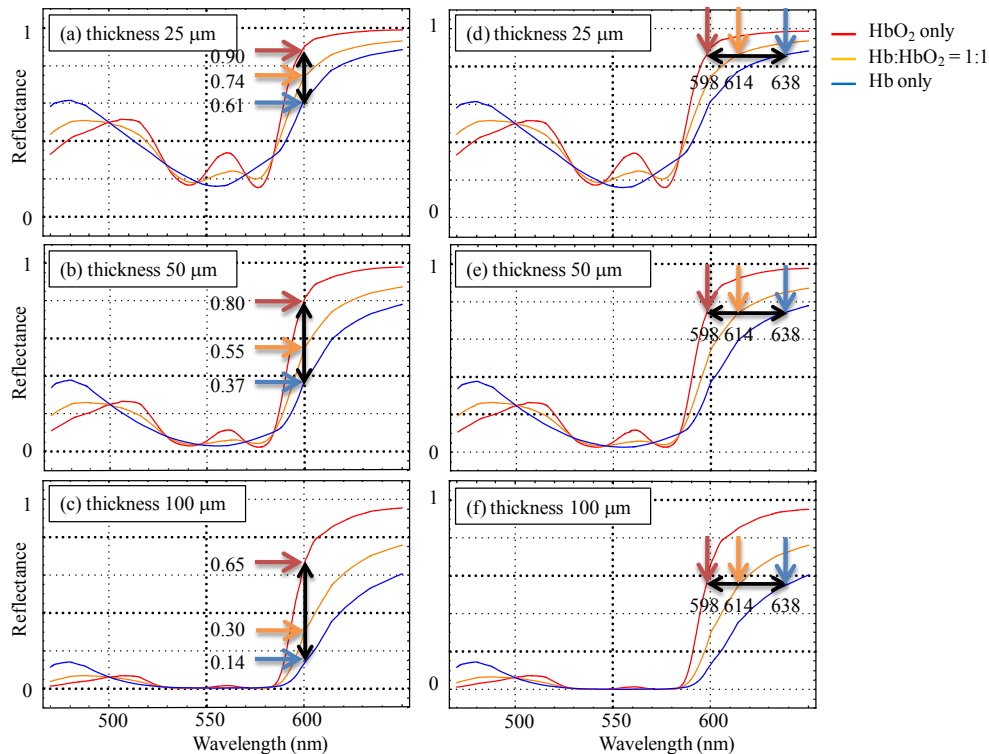 (a) thickness 25 μm
Reflectance
1
0
0.90
0.74
0.61
(d) thickness 25 μm
1
0
598 614 638
HbO₂ only
Hb:HbO₂ = 1:1
Hb only
(b) thickness 50 μm
Reflectance
1
0
0.80
0.55
0.37
(e) thickness 50 μm
1
0
598 614 638
(c) thickness 100 μm
Reflectance
1
0
0.65
0.30
0.14
500 550 600
Wavelength (nm)
(f) thickness 100 μm
1
0
598 614 638
500 550 600
Wavelength (nm)